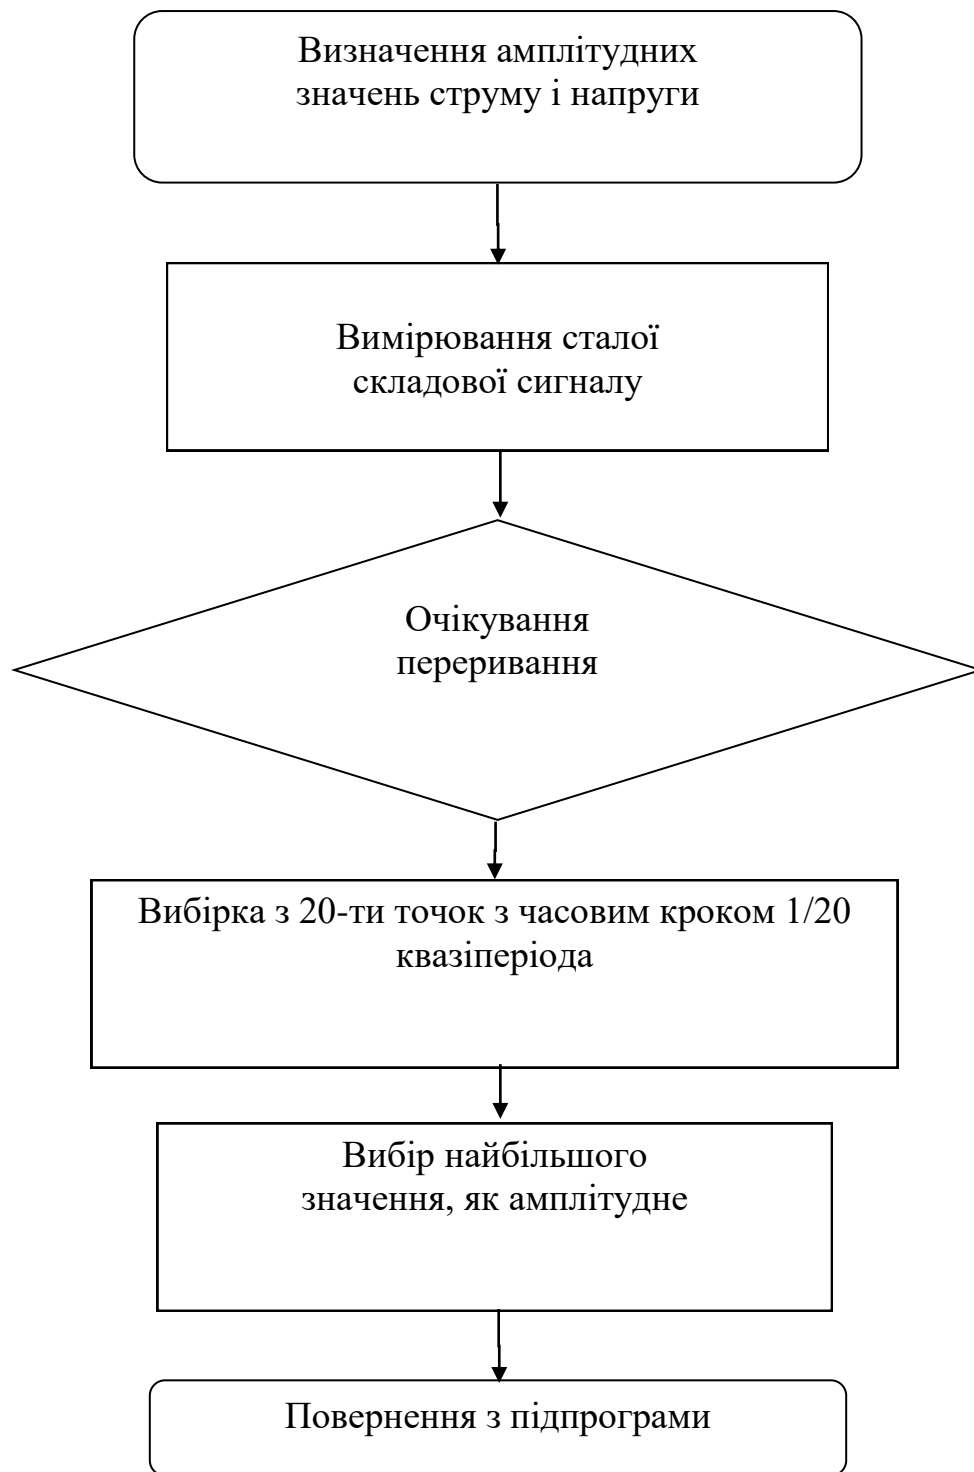 Визначення амплітудних
значень струму і напруги
Вимірювання сталої
складової сигналу
Очікування
переривання
Вибірка з 20-ти точок з часовим кроком 1/20
квазіперіода
Вибір найбільшого
значення, як амплітудне
Повернення з підпрограми